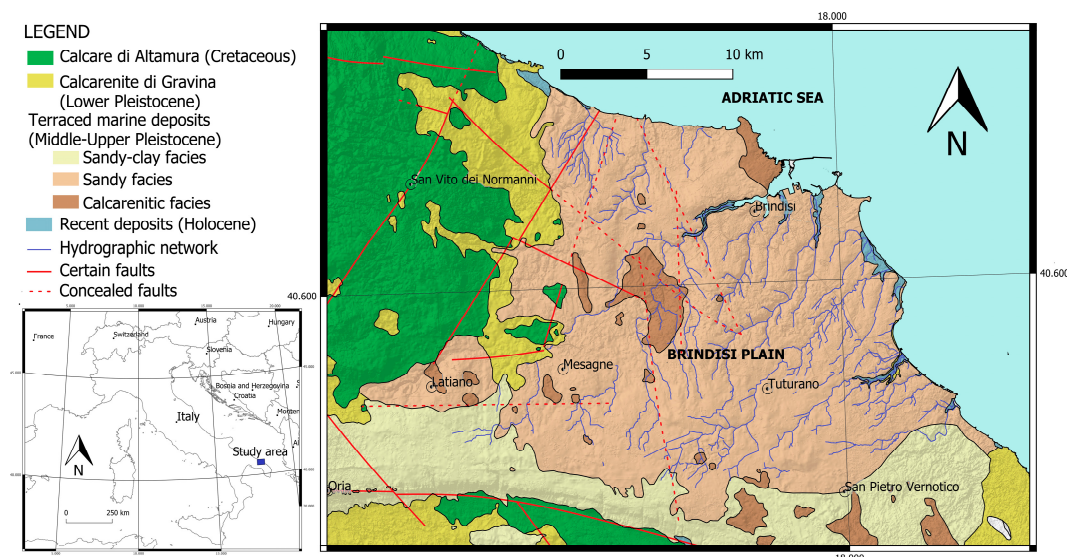 LEGEND
Calcare di Altamura (Cretaceous)
Calcarenite di Gravina
(Lower Pleistocene)
Terraced marine deposits
(Middle-Upper Pleistocene)
Sandy-clay facies
Sandy facies
Calcarenitic facies
Recent deposits (Holocene)
Hydrographic network
Certain faults
Concealed faults
18.000
0 5 10 km
ADRIATIC SEA
N
San Vito dei Normanni
Brindisi
40.600
40.600
BRINDISI PLAIN
Mesagne
Latiano
Tuturano
Oria
San Pietro Vernotico
18.000
France
Switzerland
Austria
Hungary
Slovenia
Bosnia and Herzegovina
Croatia
Italy
Monter
Al
Study area
N
0 250 km